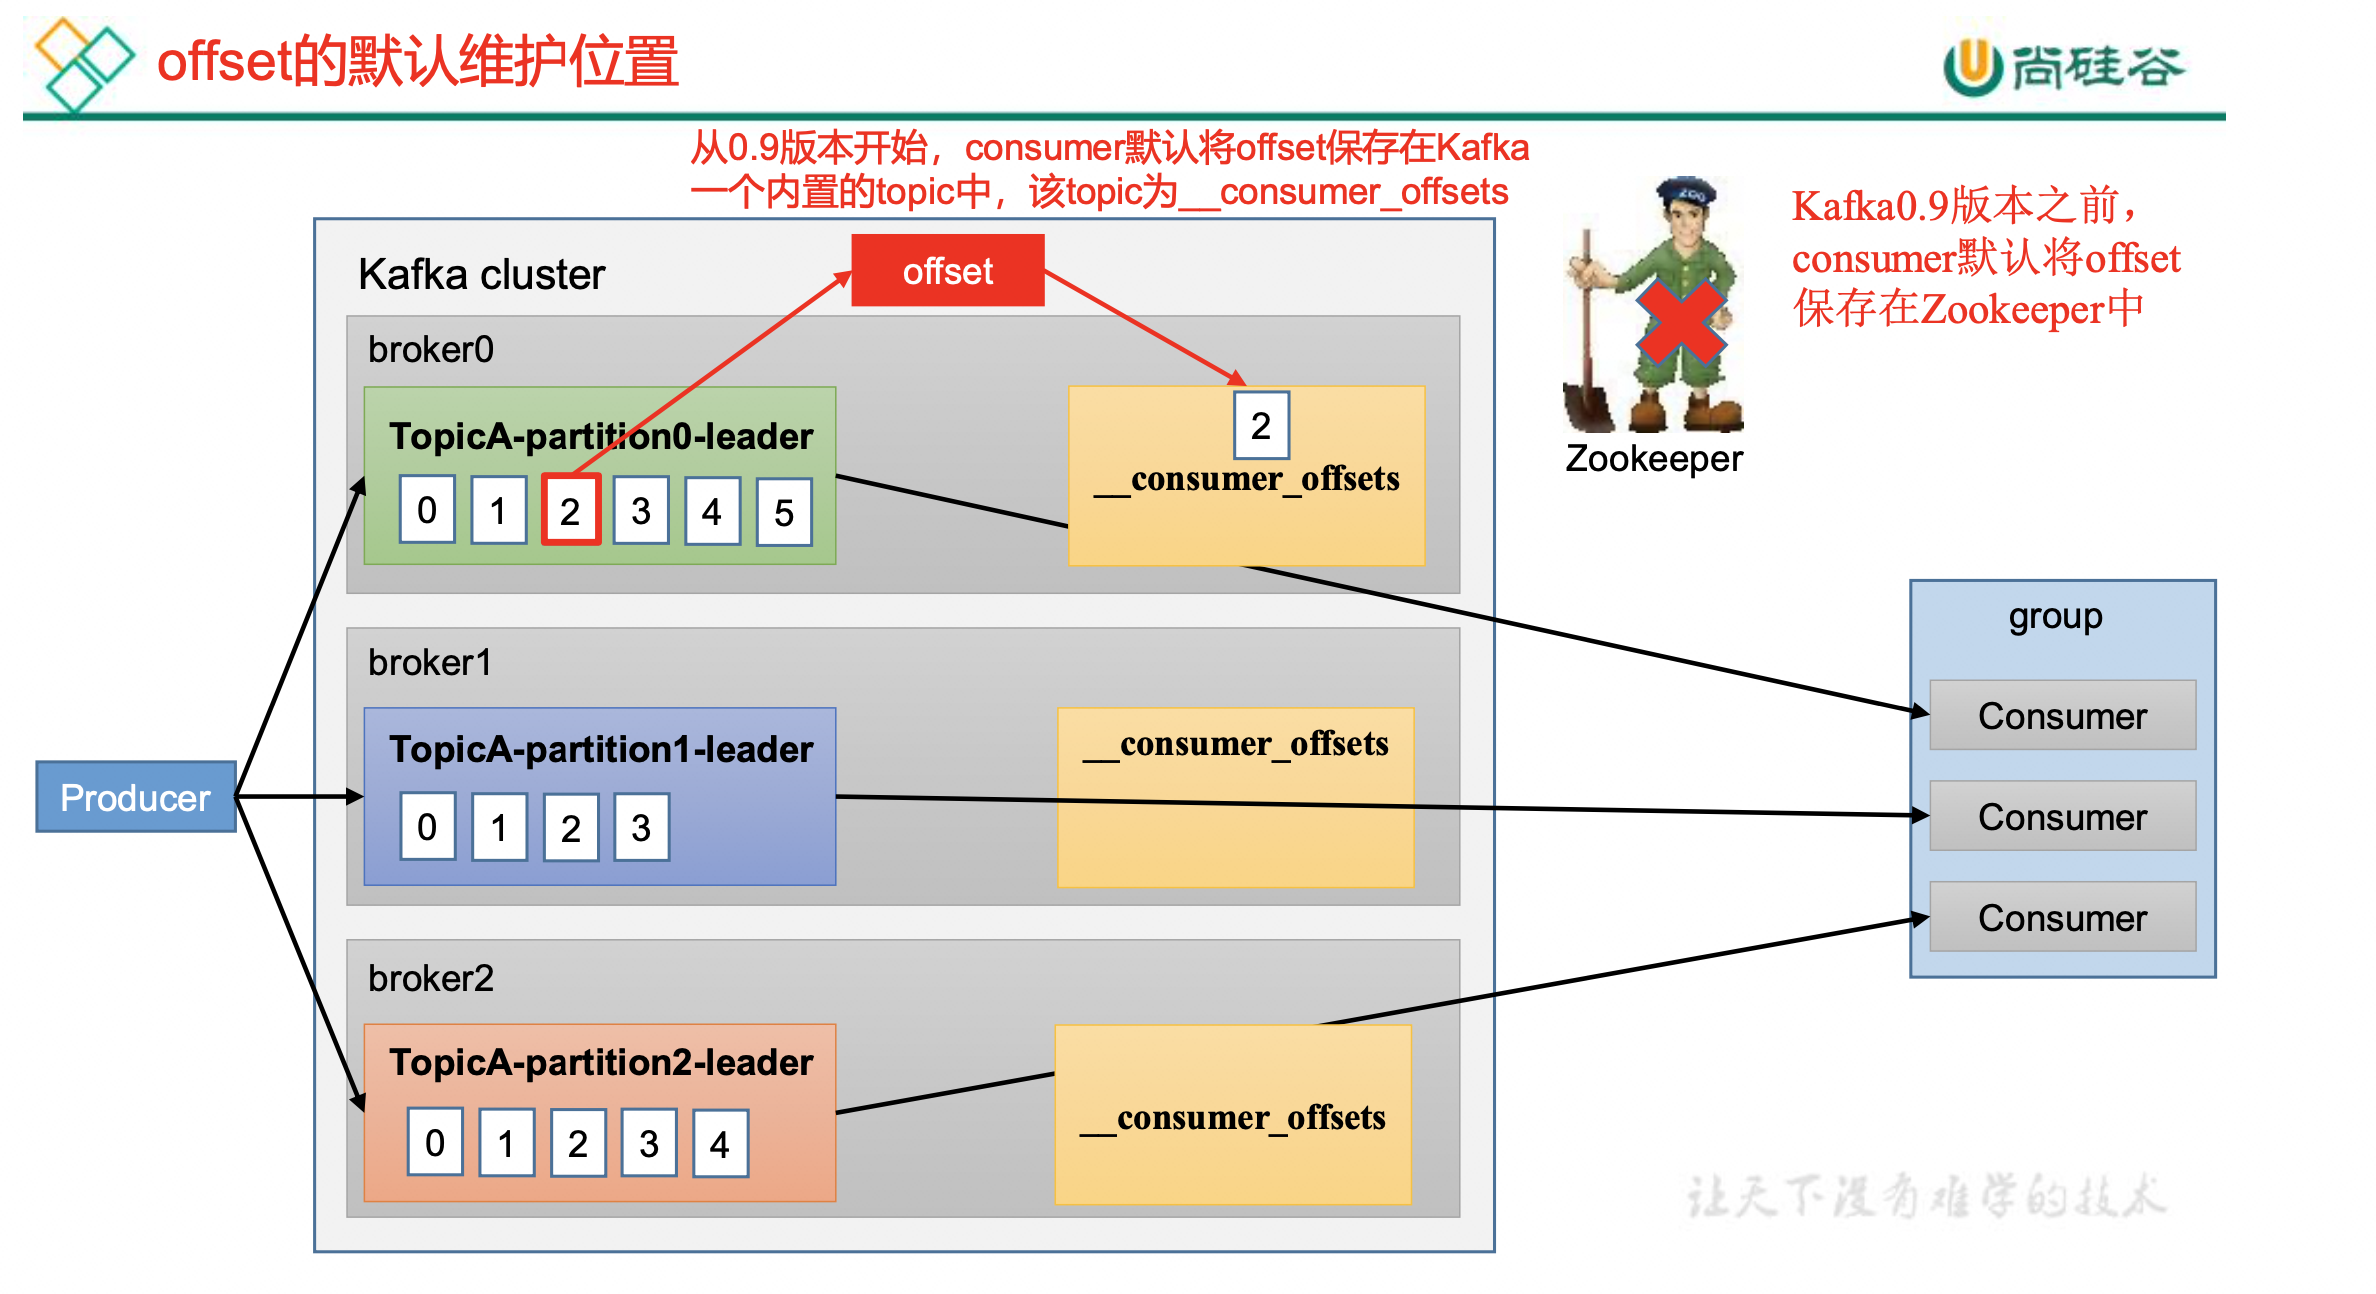 offset的默认维护位置
尚硅谷
从0.9版本开始，consumer默认将offset保存在Kafka
一个内置的topic中，该topic为__consumer_offsets
Kafka0.9版本之前，
consumer默认将offset
保存在Zookeeper中
ZOO
Zookeeper
Kafka cluster
offset
broker0
TopicA-partition0-leader
0 1 2 3 4 5
2
__consumer_offsets
broker1
TopicA-partition1-leader
0 1 2 3
__consumer_offsets
broker2
TopicA-partition2-leader
0 1 2 3 4
__consumer_offsets
Producer
group
Consumer
Consumer
Consumer
让天下没有难学的技术